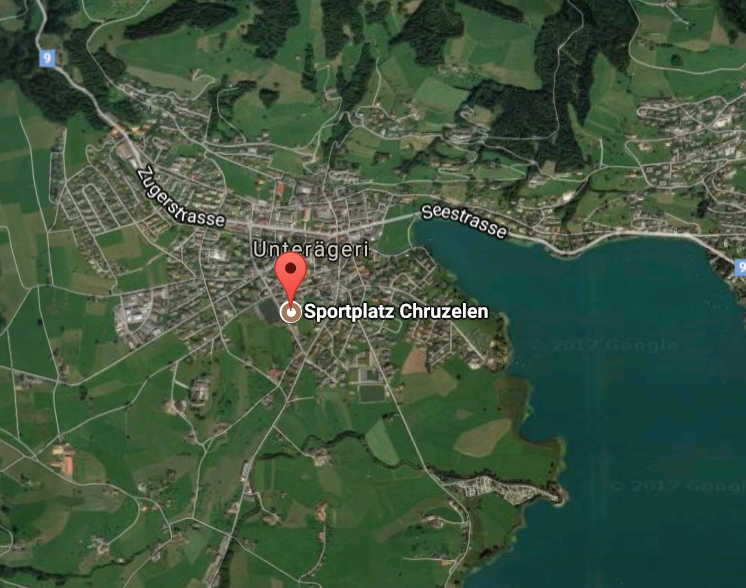 9
Zugerstrasse
Seestrasse
Unterägeri
9
Sportplatz Chruzelen
© 2017 Google
© 2017 Google